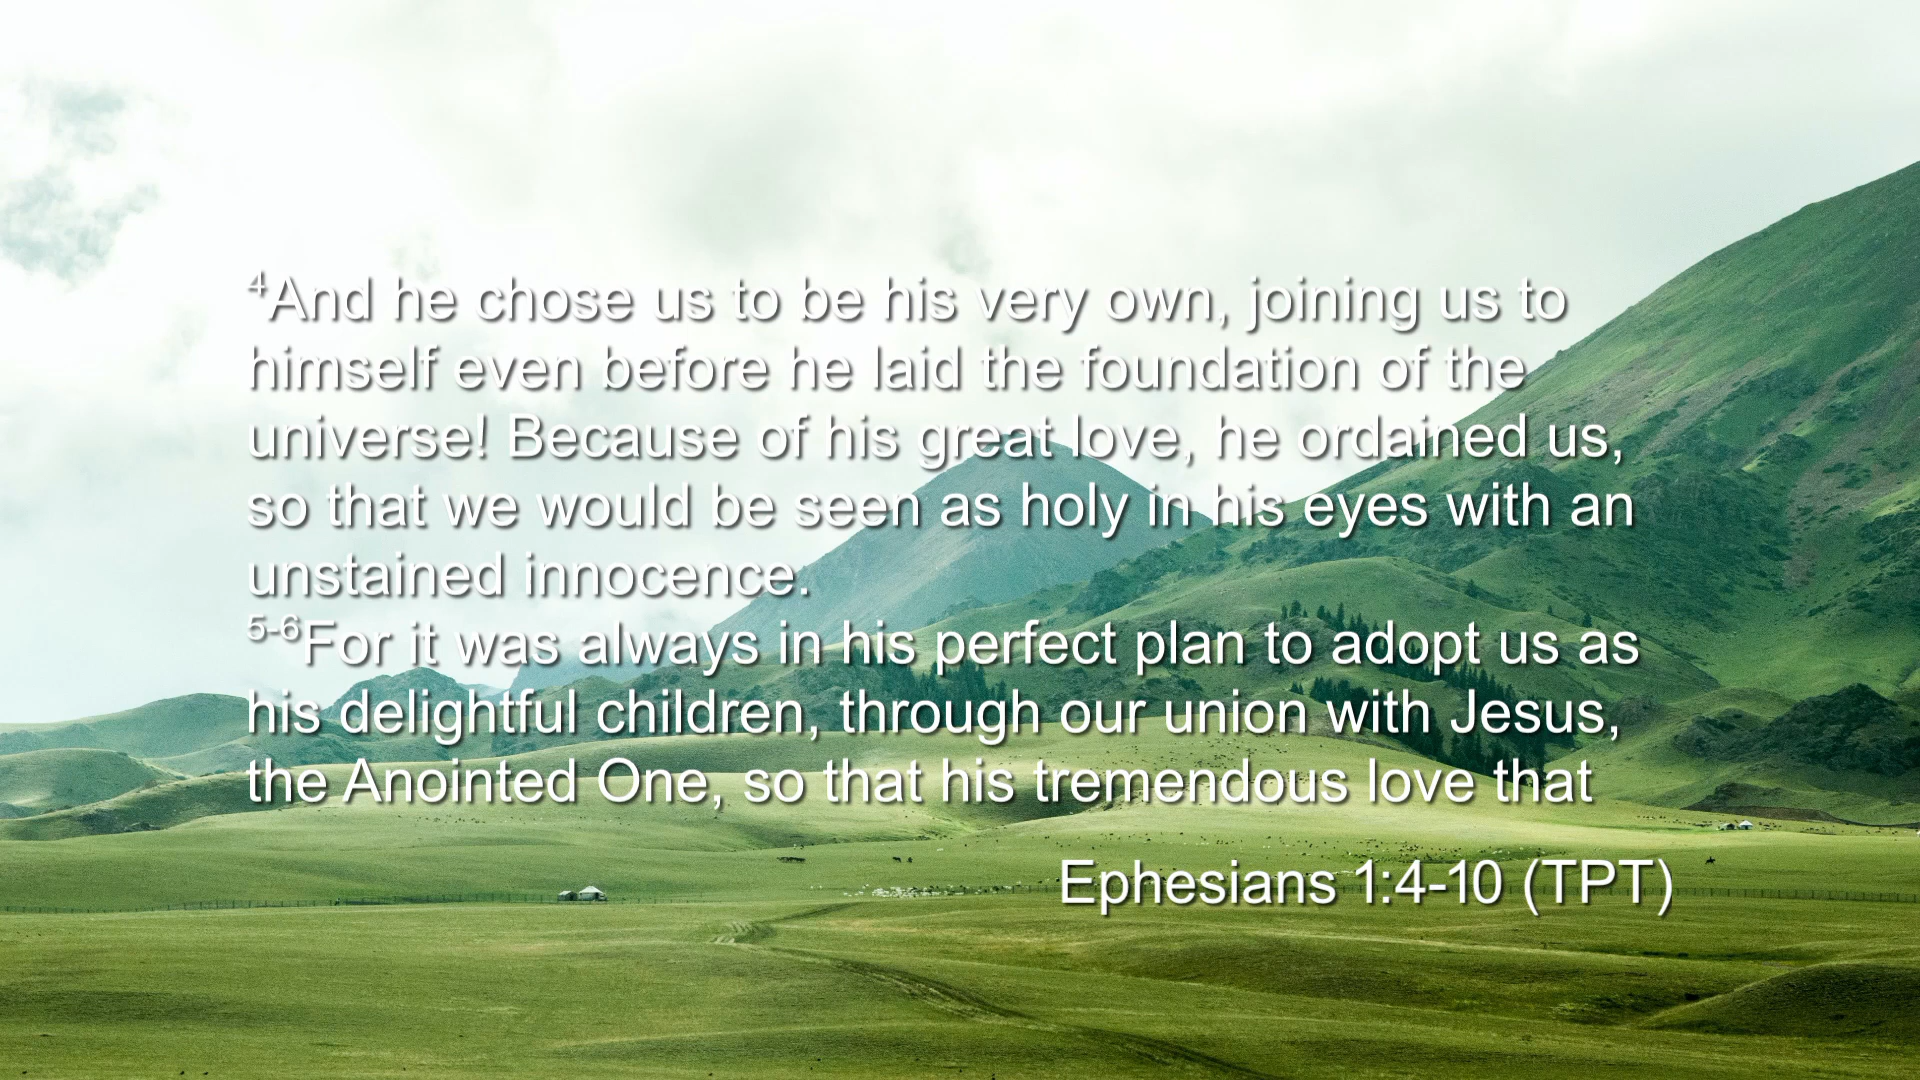 ⁴And he chose us to be his very own, joining us to
himself even before he laid the foundation of the
universe! Because of his great love, he ordained us,
so that we would be seen as holy in his eyes with an
unstained innocence.
⁵⁻⁶For it was always in his perfect plan to adopt us as
his delightful children, through our union with Jesus,
the Anointed One, so that his tremendous love that
Ephesians 1:4-10 (TPT)